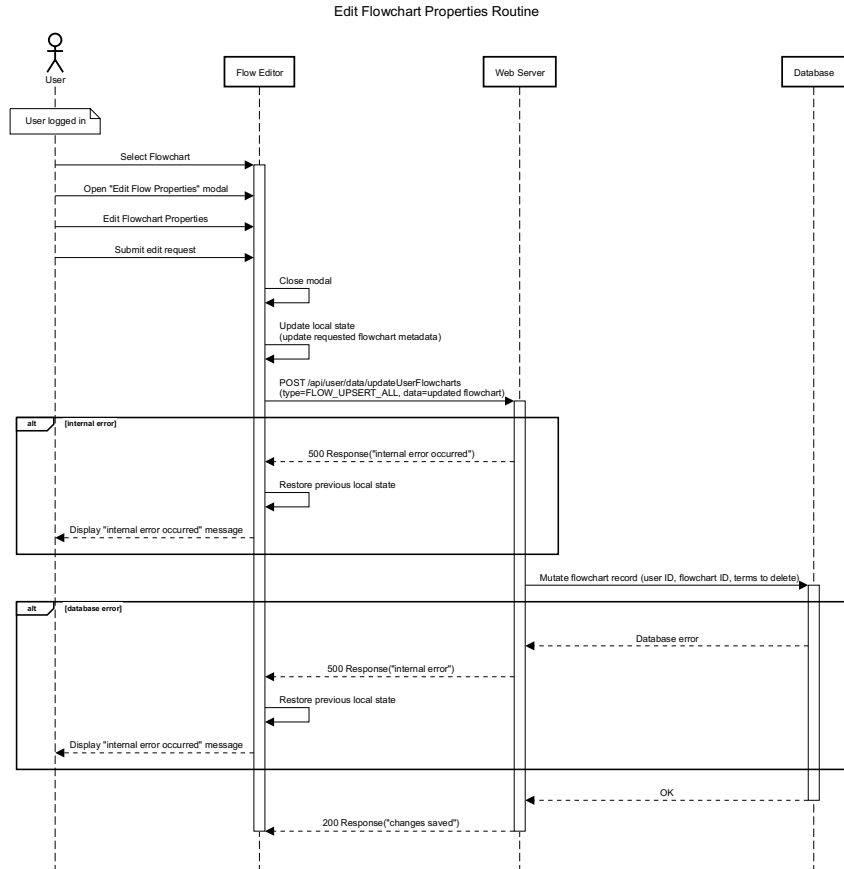 Edit Flowchart Properties Routine
User
Flow Editor
Web Server
Database
User logged in
Select Flowchart
Open "Edit Flow Properties" modal
Edit Flowchart Properties
Submit edit request
Close modal
Update local state
(update requested flowchart metadata)
POST /api/user/data/updateUserFlowcharts
(type=FLOW_UPSERT_ALL, data=updated flowchart)
alt [internal error]
500 Response("internal error occurred")
Restore previous local state
Display "internal error occurred" message
Mutate flowchart record (user ID, flowchart ID, terms to delete)
alt [database error]
Database error
500 Response("internal error")
Restore previous local state
Display "internal error occurred" message
OK
200 Response("changes saved")